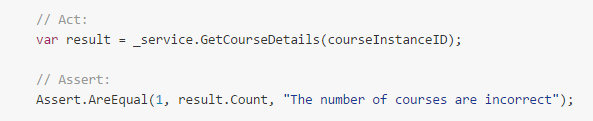 // Act:
var result = _service.GetCourseDetails(courseInstanceID);
// Assert:
Assert.AreEqual(1, result.Count, "The number of courses are incorrect");